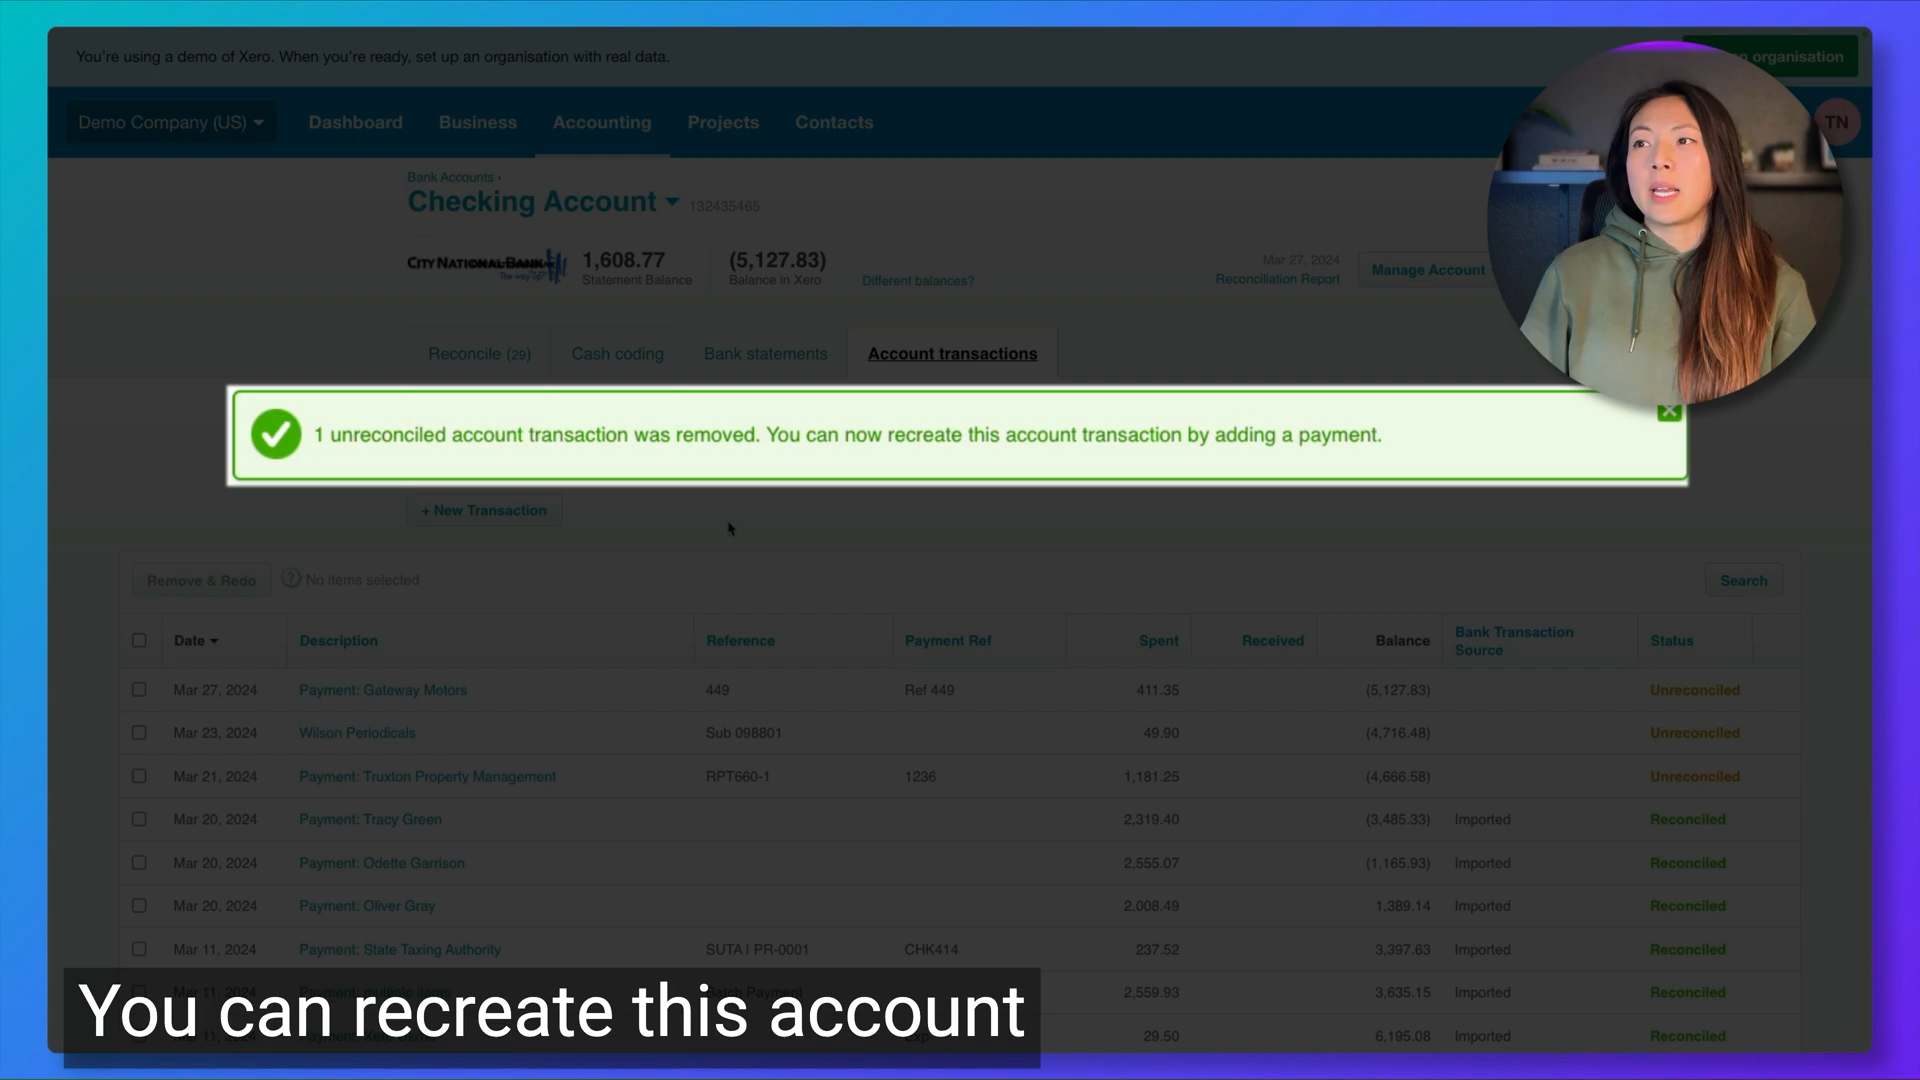 You're using a demo of Xero. When you're ready, set up an organisation with real data.
organisation
Demo Company (US)
Dashboard
Business
Accounting
Projects
Contacts
TN
Bank Accounts ›
Checking Account
132435465
CITY NATIONAL BANK
The way up.
1,608.77
Statement Balance
(5,127.83)
Balance in Xero
Different balances?
Mar 27, 2024
Reconciliation Report
Manage Account
Reconcile (29)
Cash coding
Bank statements
Account transactions
1 unreconciled account transaction was removed. You can now recreate this account transaction by adding a payment.
+ New Transaction
Remove & Redo
? No items selected
Search
Date Description Reference Payment Ref Spent Received Balance Bank Transaction Source Status
Mar 27, 2024 Payment: Gateway Motors 449 Ref 449 411.35 (5,127.83) Unreconciled
Mar 23, 2024 Wilson Periodicals Sub 098801 49.90 (4,716.48) Unreconciled
Mar 21, 2024 Payment: Truxton Property Management RPT660-1 1236 1,181.25 (4,666.58) Unreconciled
Mar 20, 2024 Payment: Tracy Green 2,319.40 (3,485.33) Imported Reconciled
Mar 20, 2024 Payment: Odette Garrison 2,555.07 (1,165.93) Imported Reconciled
Mar 20, 2024 Payment: Oliver Gray 2,008.49 1,389.14 Imported Reconciled
Mar 11, 2024 Payment: State Taxing Authority SUTA | PR-0001 CHK414 237.52 3,397.63 Imported Reconciled
Mar 11, 2024 Payment: multiple items Batch Payment 2,559.93 3,635.15 Imported Reconciled
29.50 6,195.08 Imported Reconciled
You can recreate this account